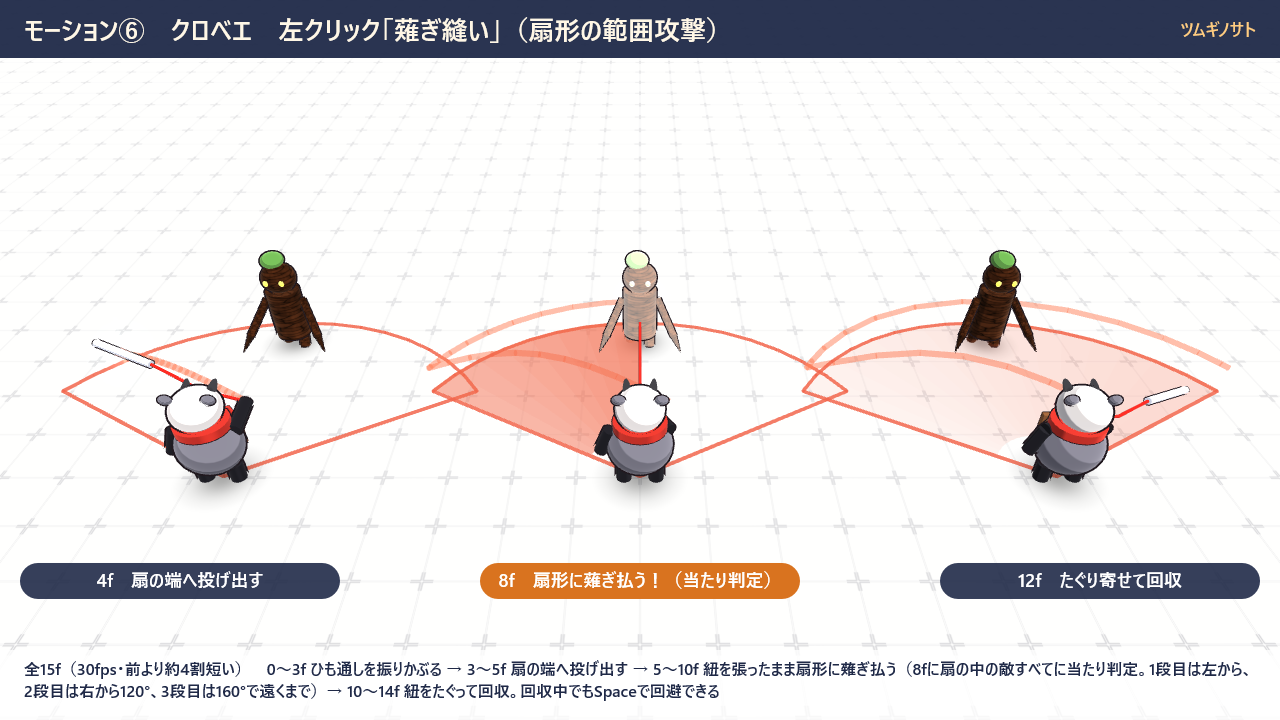 モーション⑥　クロベエ　左クリック「薙ぎ縫い」（扇形の範囲攻撃）
ツムギノサト
4f　扇の端へ投げ出す
8f　扇形に薙ぎ払う！（当たり判定）
12f　たぐり寄せて回収
全15f（30fps・前より約4割短い）　0〜3f ひも通しを振りかぶる → 3〜5f 扇の端へ投げ出す → 5〜10f 紐を張ったまま扇形に薙ぎ払う（8fに扇の中の敵すべてに当たり判定。1段目は左から、
2段目は右から120°、3段目は160°で遠くまで）→ 10〜14f 紐をたぐって回収。回収中でもSpaceで回避できる